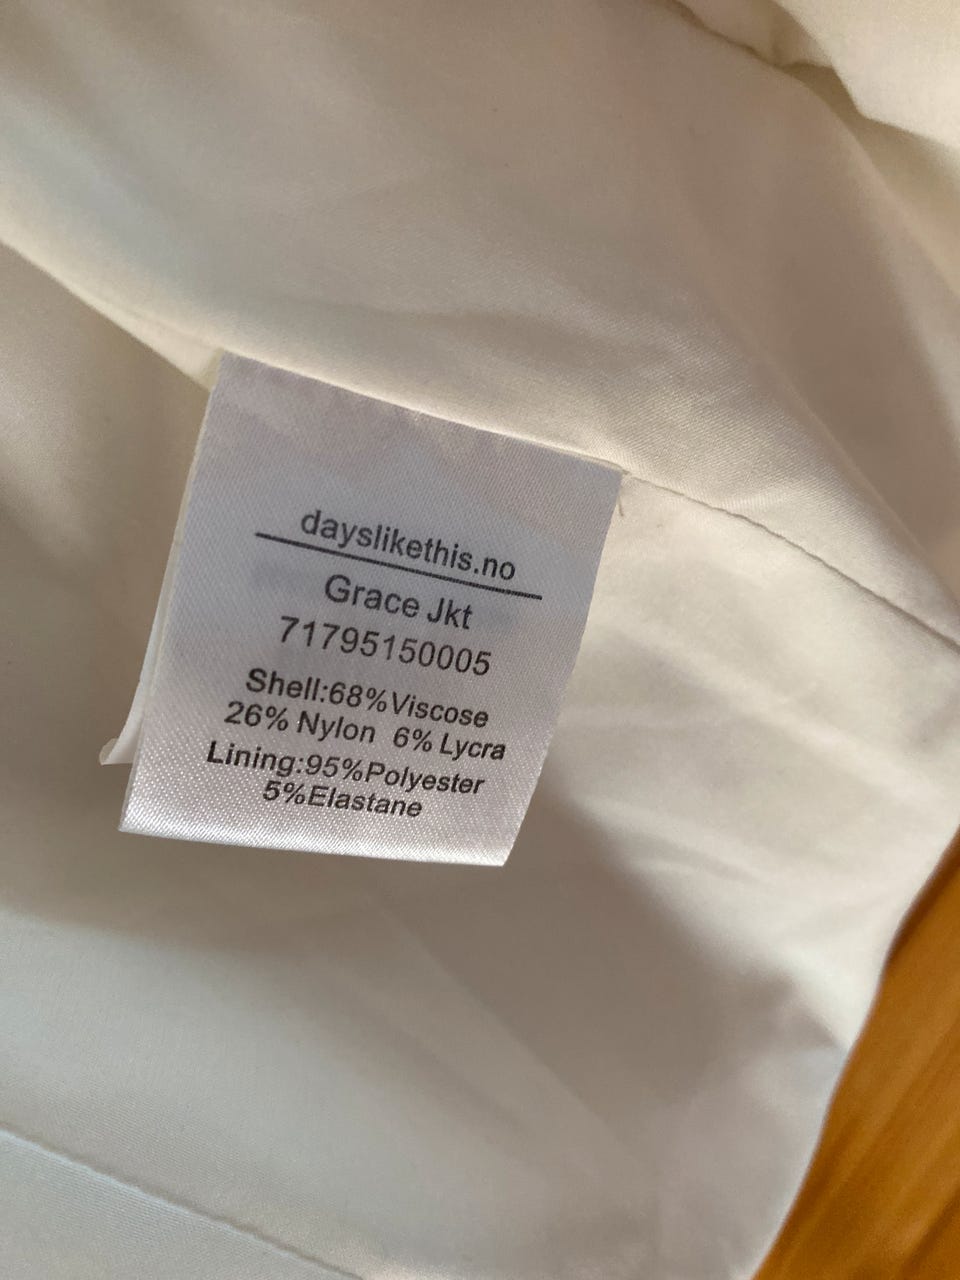 dayslikethis.no
Grace Jkt
71795150005
Shell:68%Viscose
26% Nylon 6% Lycra
Lining:95%Polyester
5%Elastane